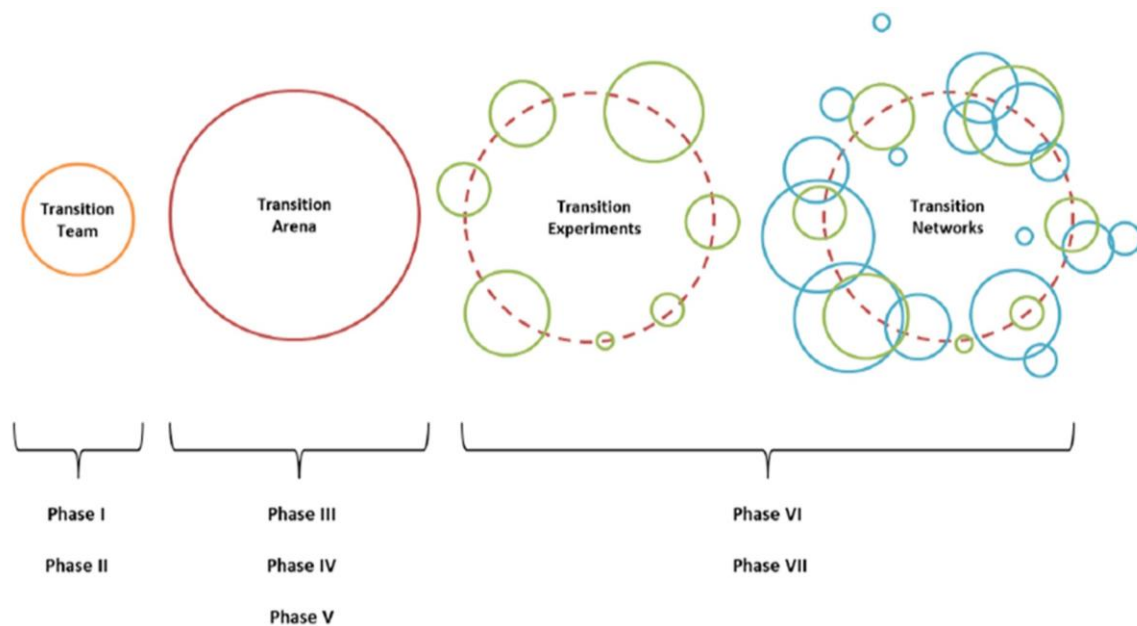 Transition
Team
Transition
Arena
Transition
Experiments
Transition
Networks
Phase I
Phase II
Phase III
Phase IV
Phase V
Phase VI
Phase VII